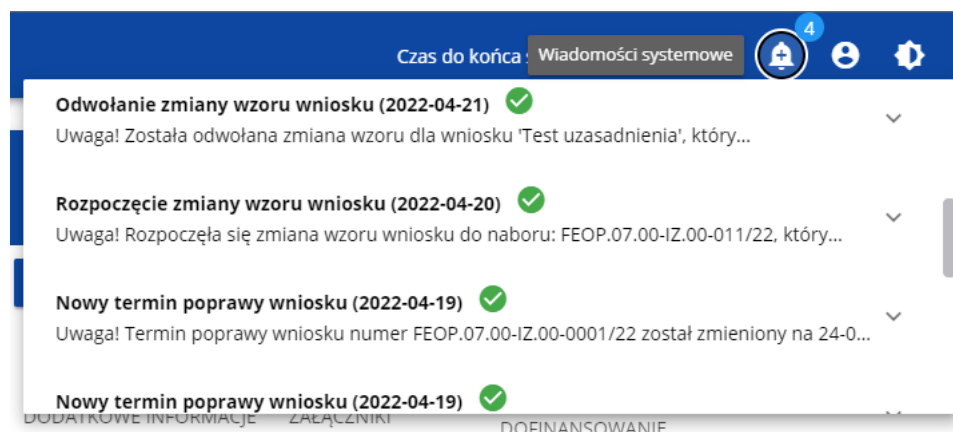 4
Czas do końca Wiadomości systemowe
Odwołanie zmiany wzoru wniosku (2022-04-21)
Uwaga! Została odwołana zmiana wzoru dla wniosku 'Test uzasadnienia', który...
Rozpoczęcie zmiany wzoru wniosku (2022-04-20)
Uwaga! Rozpoczęła się zmiana wzoru wniosku do naboru: FEOP.07.00-IZ.00-011/22, który...
Nowy termin poprawy wniosku (2022-04-19)
Uwaga! Termin poprawy wniosku numer FEOP.07.00-IZ.00-0001/22 został zmieniony na 24-0...
Nowy termin poprawy wniosku (2022-04-19)
DODATKOWE INFORMACJE ZAŁĄCZNIKI
DOFINANSOWANIE